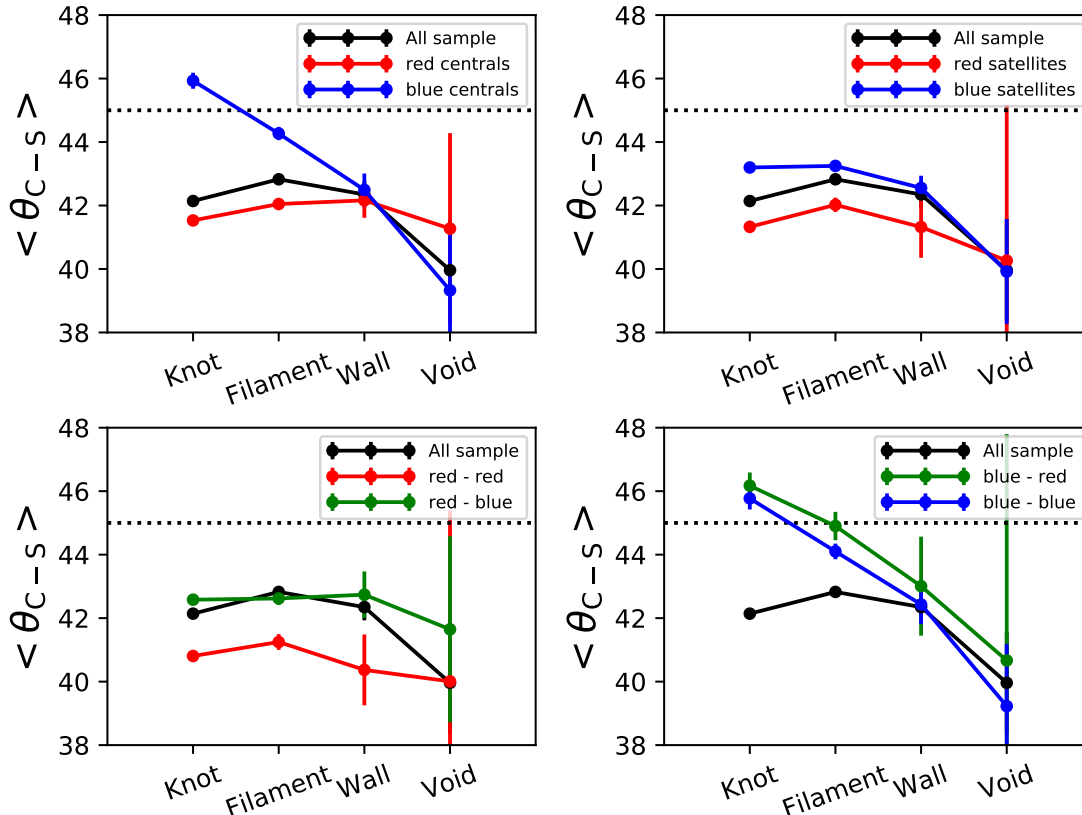 48
46
44
42
40
38
< θC−S >
All sample
red centrals
blue centrals
Knot
Filament
Wall
Void
48
46
44
42
40
38
< θC−S >
All sample
red satellites
blue satellites
Knot
Filament
Wall
Void
48
46
44
42
40
38
< θC−S >
All sample
red - red
red - blue
Knot
Filament
Wall
Void
48
46
44
42
40
38
< θC−S >
All sample
blue - red
blue - blue
Knot
Filament
Wall
Void